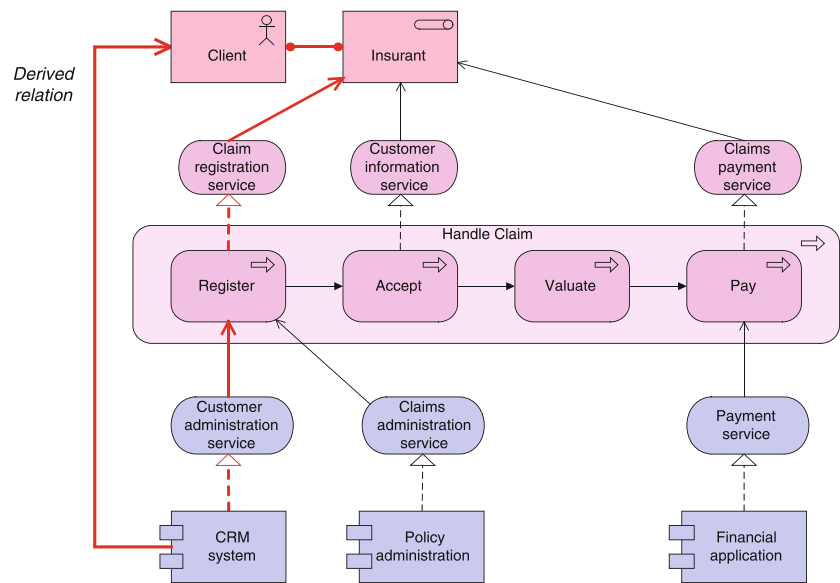 Client
Insurant
Derived
relation
Claim
registration
service
Customer
information
service
Claims
payment
service
Handle Claim
Register
Accept
Valuate
Pay
Customer
administration
service
Claims
administration
service
Payment
service
CRM
system
Policy
administration
Financial
application